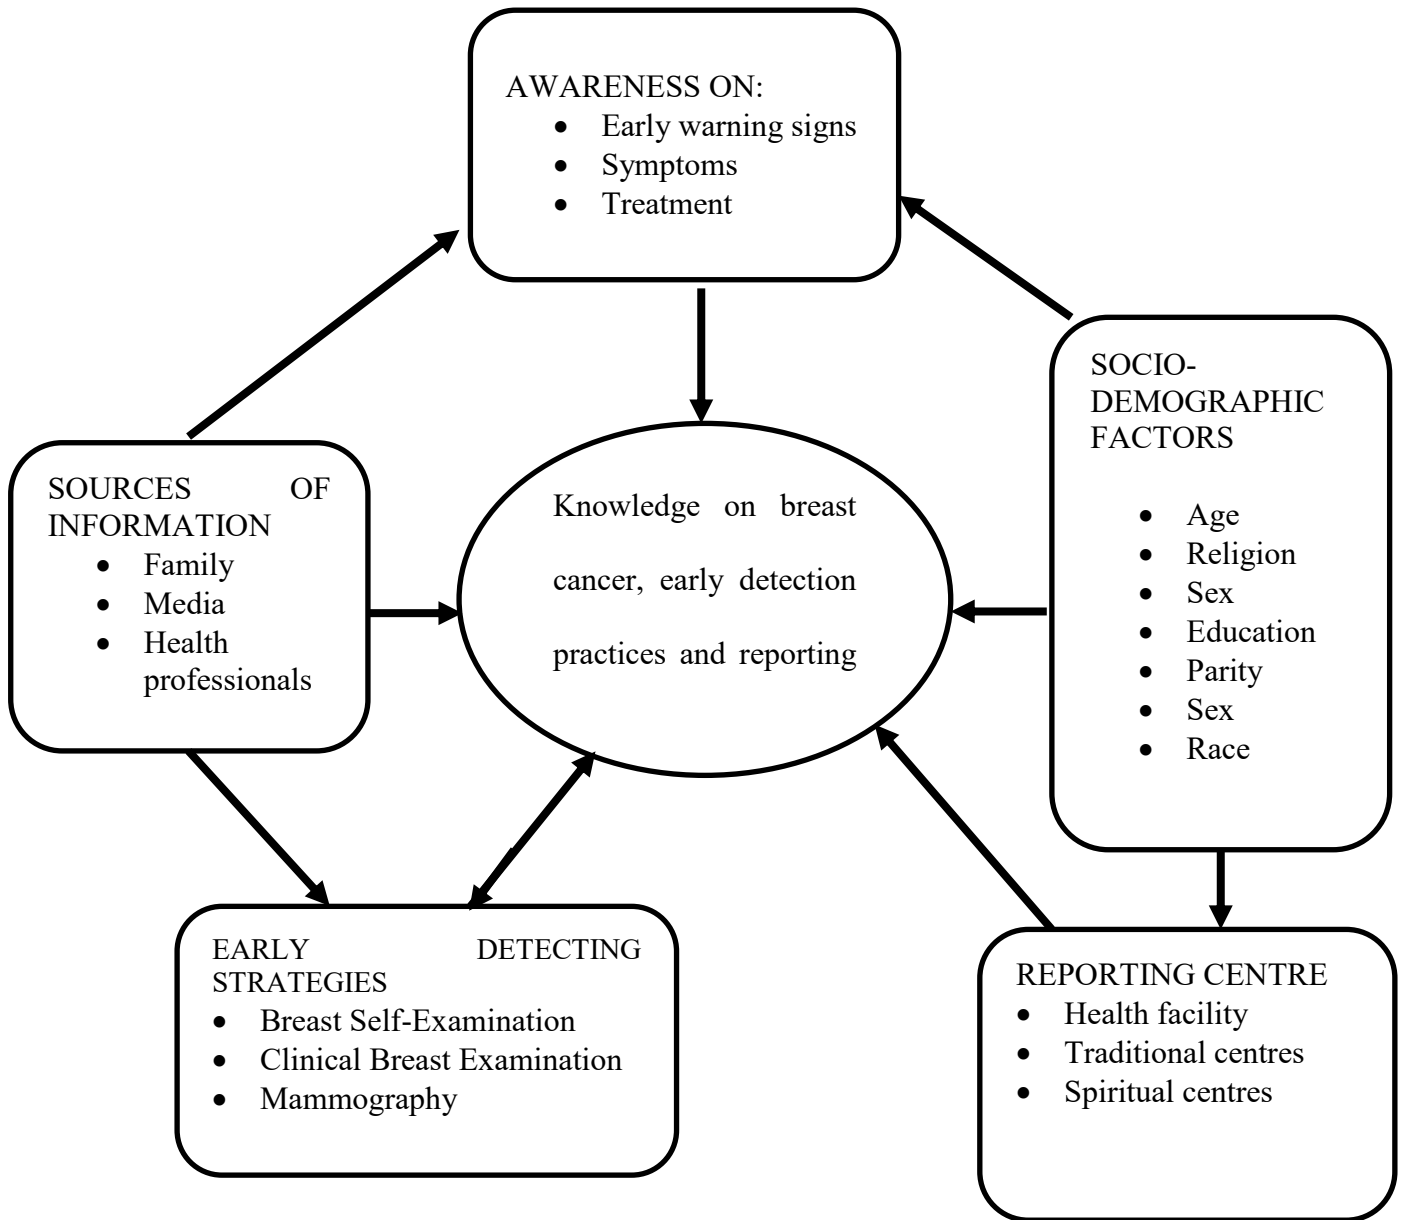 AWARENESS ON:
• Early warning signs
• Symptoms
• Treatment
SOCIO-
DEMOGRAPHIC
FACTORS
• Age
• Religion
• Sex
• Education
• Parity
• Sex
• Race
SOURCES OF
INFORMATION
• Family
• Media
• Health
professionals
Knowledge on breast
cancer, early detection
practices and reporting
EARLY DETECTING
STRATEGIES
• Breast Self-Examination
• Clinical Breast Examination
• Mammography
REPORTING CENTRE
• Health facility
• Traditional centres
• Spiritual centres